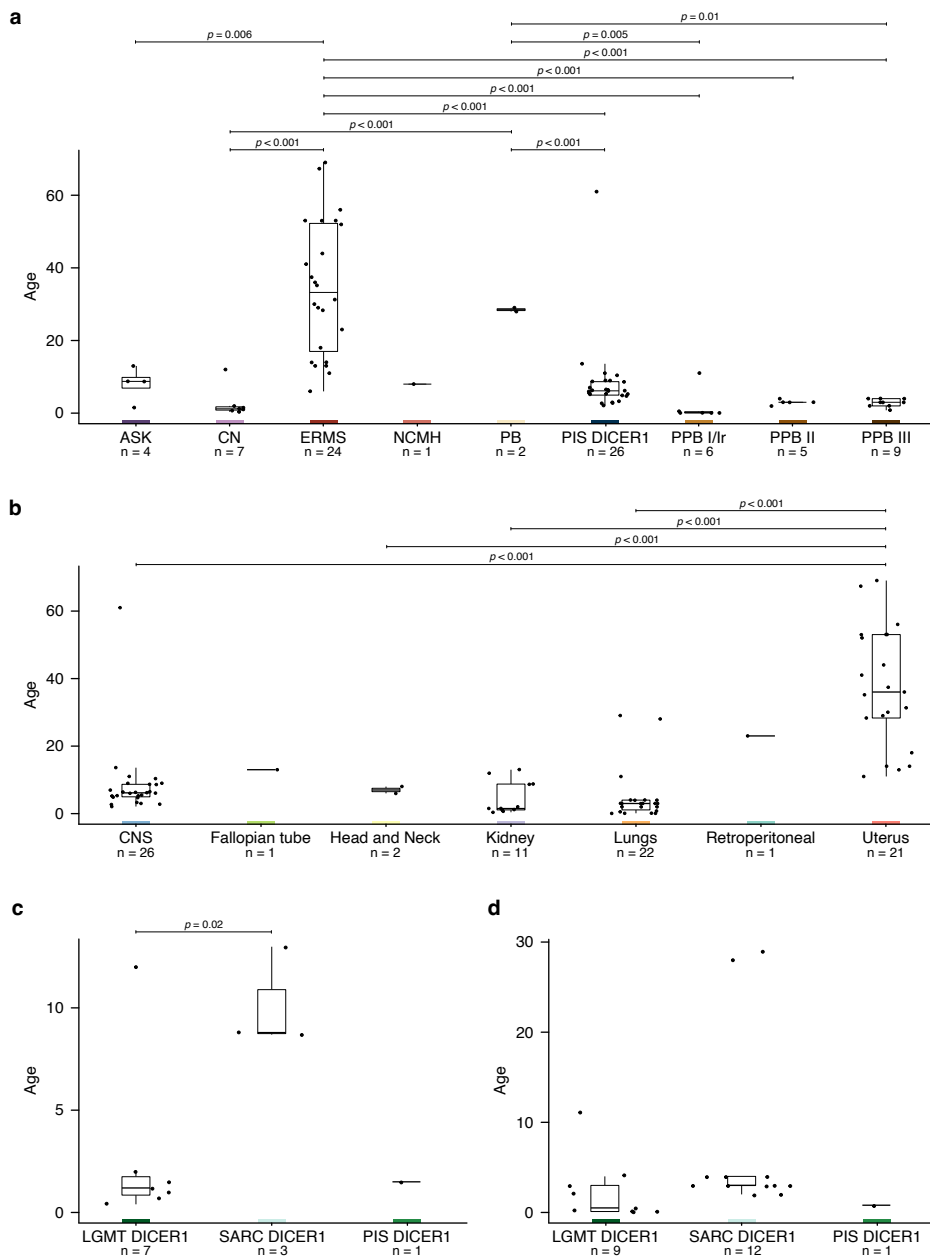 a
p = 0.01
p = 0.006
p = 0.005
p < 0.001
p < 0.001
p < 0.001
p < 0.001
p < 0.001
p < 0.001
p < 0.001
Age
60
40
20
0
ASK
CN
ERMS
NCMH
PB
PIS DICER1
PPB I/Ir
PPB II
PPB III
n = 4
n = 7
n = 24
n = 1
n = 2
n = 26
n = 6
n = 5
n = 9
b
p < 0.001
p < 0.001
p < 0.001
p < 0.001
Age
60
40
20
0
CNS
Fallopian tube
Head and Neck
Kidney
Lungs
Retroperitoneal
Uterus
n = 26
n = 1
n = 2
n = 11
n = 22
n = 1
n = 21
c
p = 0.02
Age
10
5
0
LGMT DICER1
SARC DICER1
PIS DICER1
n = 7
n = 3
n = 1
d
Age
30
20
10
0
LGMT DICER1
SARC DICER1
PIS DICER1
n = 9
n = 12
n = 1